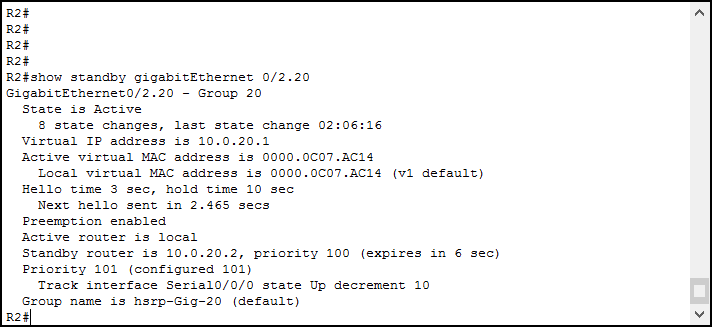 R2#
R2#
R2#
R2#
R2#show standby gigabitEthernet 0/2.20
GigabitEthernet0/2.20 - Group 20
State is Active
8 state changes, last state change 02:06:16
Virtual IP address is 10.0.20.1
Active virtual MAC address is 0000.0C07.AC14
Local virtual MAC address is 0000.0C07.AC14 (v1 default)
Hello time 3 sec, hold time 10 sec
Next hello sent in 2.465 secs
Preemption enabled
Active router is local
Standby router is 10.0.20.2, priority 100 (expires in 6 sec)
Priority 101 (configured 101)
Track interface Serial0/0/0 state Up decrement 10
Group name is hsrp-Gig-20 (default)
R2#